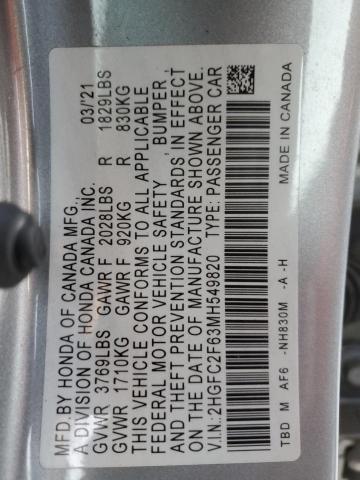 MFD.BY HONDA OF CANADA MFG.,
A DIVISION OF HONDA CANADA INC. 03/'21
GVWR 3769LBS GAWR F 2028LBS R 1829LBS
GVWR 1710KG GAWR F 920KG R 830KG
THIS VEHICLE CONFORMS TO ALL APPLICABLE
FEDERAL MOTOR VEHICLE SAFETY, BUMPER,
AND THEFT PREVENTION STANDARDS IN EFFECT
ON THE DATE OF MANUFACTURE SHOWN ABOVE.
V.I.N.:2HGFC2F63MH549820 TYPE: PASSENGER CAR
TBD M AF6 -NH830M -A -H MADE IN CANADA